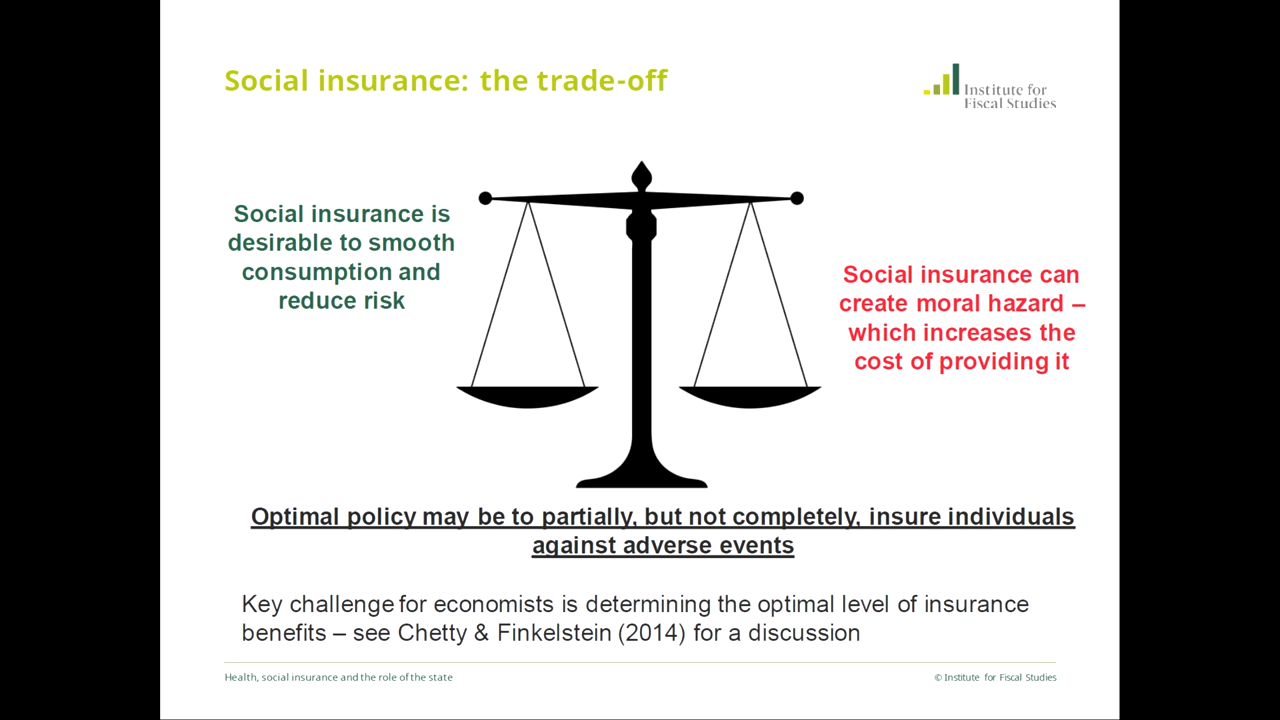 Social insurance: the trade-off
Institute for
Fiscal Studies
Social insurance is
desirable to smooth
consumption and
reduce risk
Social insurance can
create moral hazard –
which increases the
cost of providing it
Optimal policy may be to partially, but not completely, insure individuals
against adverse events
Key challenge for economists is determining the optimal level of insurance
benefits – see Chetty & Finkelstein (2014) for a discussion
Health, social insurance and the role of the state
© Institute for Fiscal Studies